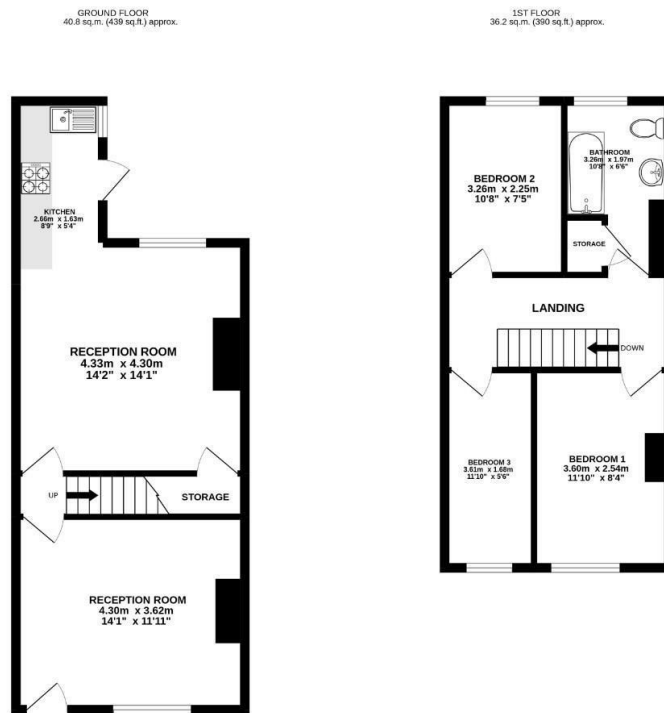 GROUND FLOOR
40.8 sq.m. (439 sq.ft.) approx.
KITCHEN
2.66m x 1.63m
8'9" x 5'4"
RECEPTION ROOM
4.33m x 4.30m
14'2" x 14'1"
UP
STORAGE
RECEPTION ROOM
4.30m x 3.62m
14'1" x 11'11"
1ST FLOOR
36.2 sq.m. (390 sq.ft.) approx.
BEDROOM 2
3.26m x 2.25m
10'8" x 7'5"
BATHROOM
3.26m x 1.97m
10'8" x 6'6"
STORAGE
LANDING
DOWN
BEDROOM 3
3.61m x 1.68m
11'10" x 5'6"
BEDROOM 1
3.60m x 2.54m
11'10" x 8'4"